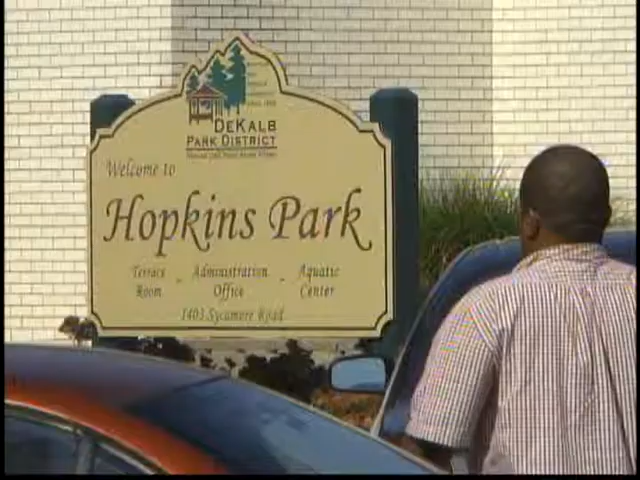 DeKalb
Park District
Welcome to
Hopkins Park
Terrace Room - Administration Office - Aquatic Center
1403 Sycamore Road